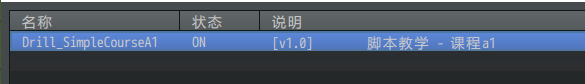 名称 状态 说明
Drill_SimpleCourseA1 ON [v1.0] 脚本教学 - 课程a1